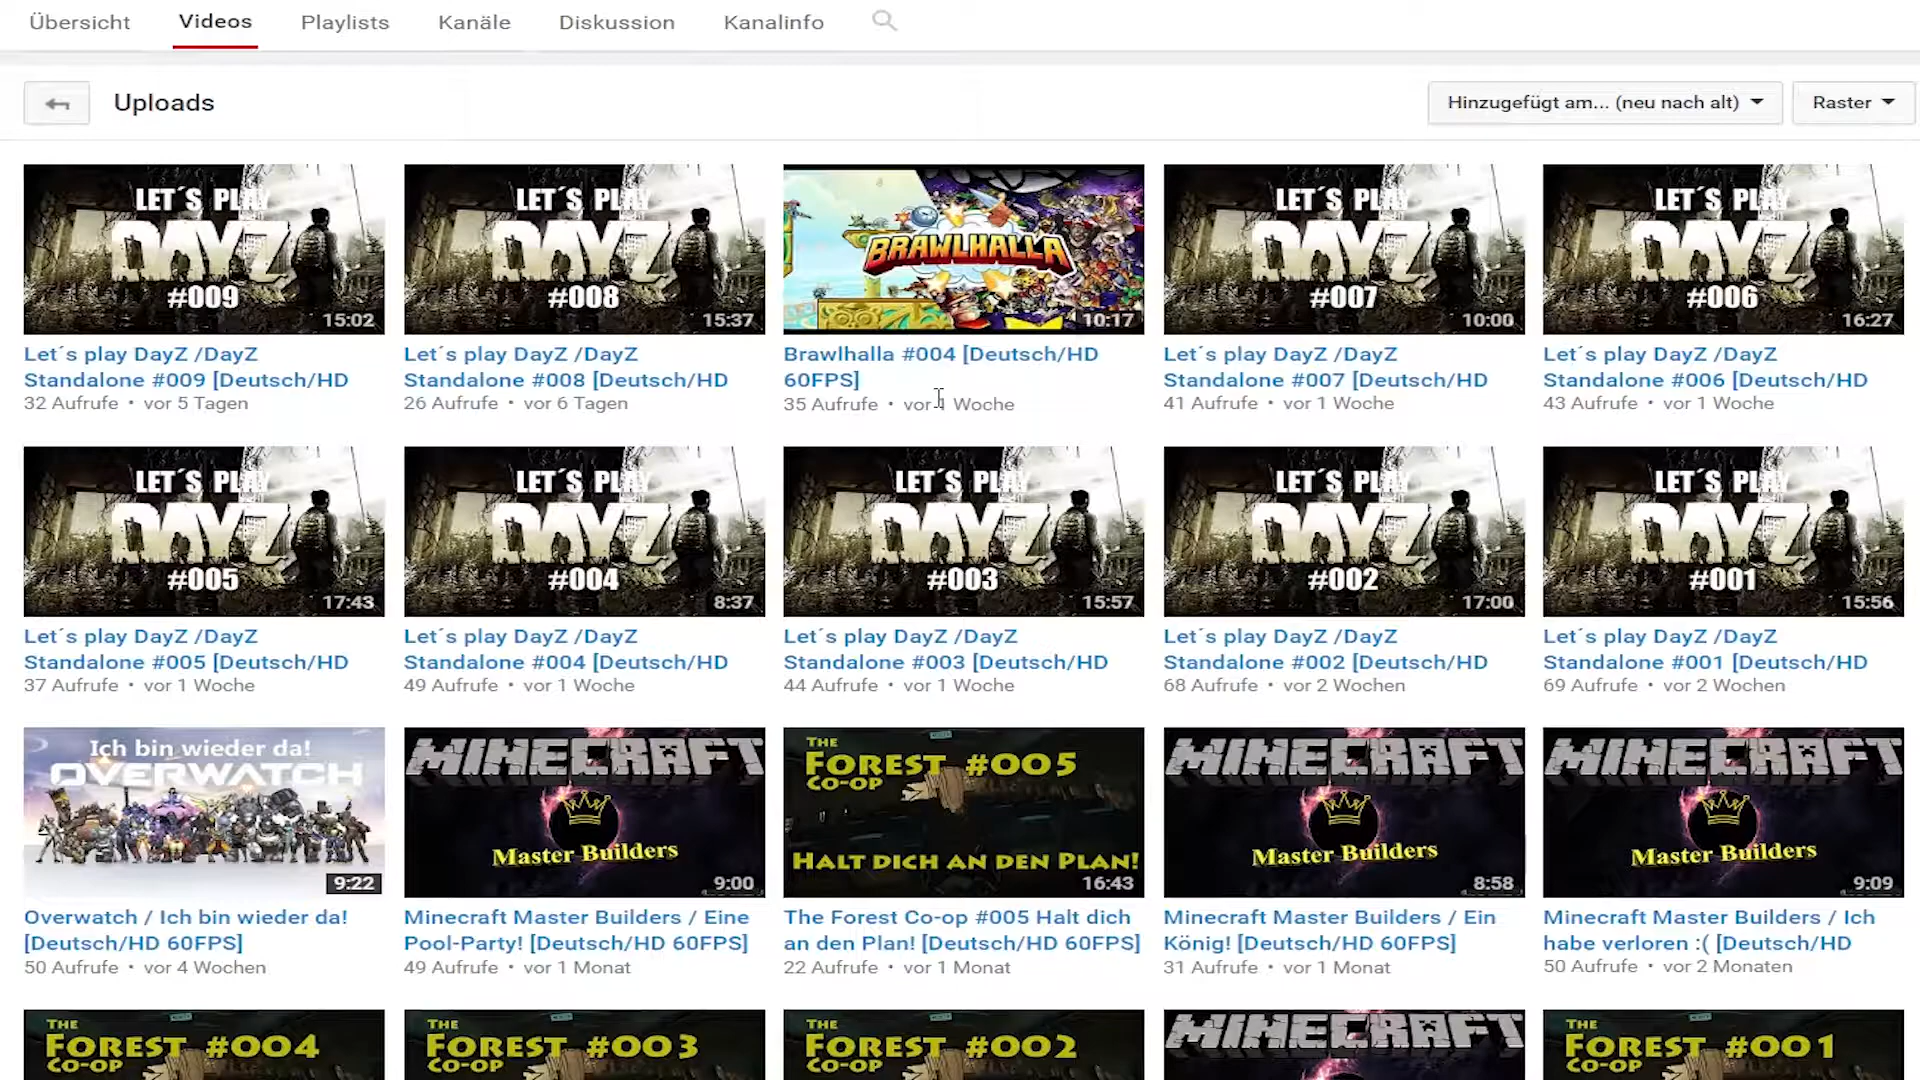 Übersicht Videos Playlists Kanäle Diskussion Kanalinfo
Uploads Hinzugefügt am... (neu nach alt) Raster
LET´S PLAY
DAYZ
#009
15:02
LET´S PLAY
DAYZ
#008
15:37
BRAWLHALLA
10:17
LET´S PLAY
DAYZ
#007
10:00
LET´S PLAY
DAYZ
#006
16:27
Let´s play DayZ /DayZ
Standalone #009 [Deutsch/HD
32 Aufrufe • vor 5 Tagen
Let´s play DayZ /DayZ
Standalone #008 [Deutsch/HD
26 Aufrufe • vor 6 Tagen
Brawlhalla #004 [Deutsch/HD
60FPS]
35 Aufrufe • vor 1 Woche
Let´s play DayZ /DayZ
Standalone #007 [Deutsch/HD
41 Aufrufe • vor 1 Woche
Let´s play DayZ /DayZ
Standalone #006 [Deutsch/HD
43 Aufrufe • vor 1 Woche
LET´S PLAY
DAYZ
#005
17:43
LET´S PLAY
DAYZ
#004
8:37
LET´S PLAY
DAYZ
#003
15:57
LET´S PLAY
DAYZ
#002
17:00
LET´S PLAY
DAYZ
#001
15:56
Let´s play DayZ /DayZ
Standalone #005 [Deutsch/HD
37 Aufrufe • vor 1 Woche
Let´s play DayZ /DayZ
Standalone #004 [Deutsch/HD
49 Aufrufe • vor 1 Woche
Let´s play DayZ /DayZ
Standalone #003 [Deutsch/HD
44 Aufrufe • vor 1 Woche
Let´s play DayZ /DayZ
Standalone #002 [Deutsch/HD
68 Aufrufe • vor 2 Wochen
Let´s play DayZ /DayZ
Standalone #001 [Deutsch/HD
69 Aufrufe • vor 2 Wochen
Ich bin wieder da!
OVERWATCH
9:22
MINECRAFT
Master Builders
9:00
THE
FOREST #005
CO-OP
HALT DICH AN DEN PLAN!
16:43
MINECRAFT
Master Builders
8:58
MINECRAFT
Master Builders
9:09
Overwatch / Ich bin wieder da!
[Deutsch/HD 60FPS]
50 Aufrufe • vor 4 Wochen
Minecraft Master Builders / Eine
Pool-Party! [Deutsch/HD 60FPS]
49 Aufrufe • vor 1 Monat
The Forest Co-op #005 Halt dich
an den Plan! [Deutsch/HD 60FPS]
22 Aufrufe • vor 1 Monat
Minecraft Master Builders / Ein
König! [Deutsch/HD 60FPS]
31 Aufrufe • vor 1 Monat
Minecraft Master Builders / Ich
habe verloren :( [Deutsch/HD
50 Aufrufe • vor 2 Monaten
THE
FOREST #004
CO-OP
THE
FOREST #003
CO-OP
THE
FOREST #002
CO-OP
MINECRAFT
THE
FOREST #001
CO-OP